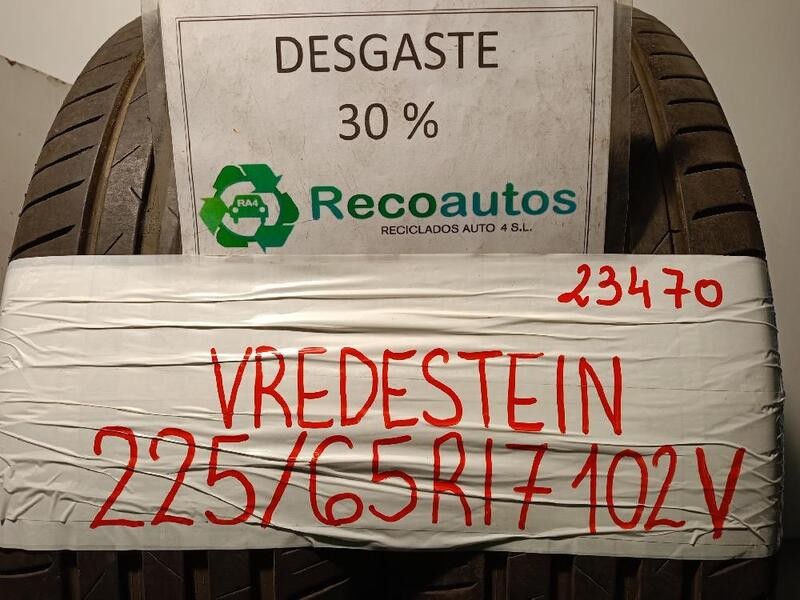 DESGASTE
30 %
RA4
Recoautos
RECICLADOS AUTO 4 S.L.
23470
VREDESTEIN
225/65R17 102V